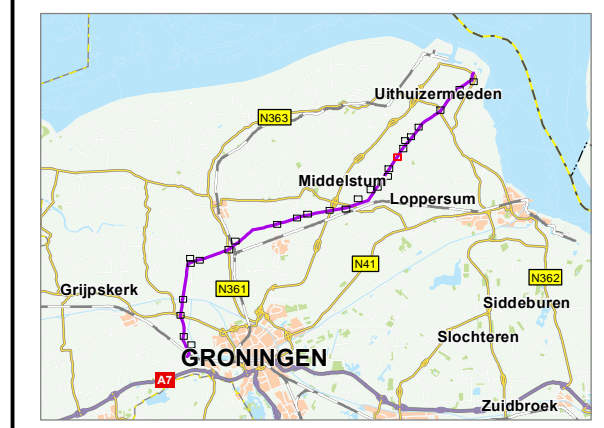 Uithuizermeeden
N363
Middelstum
Loppersum
N41
N362
Grijpskerk
N361
Siddeburen
Slochteren
GRONINGEN
A7
Zuidbroek